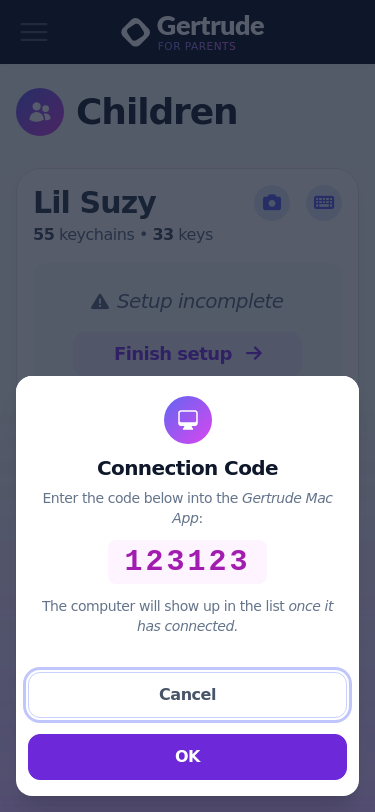 Gertrude
FOR PARENTS
Children
Lil Suzy
55 keychains • 33 keys
Setup incomplete
Finish setup →
Connection Code
Enter the code below into the Gertrude Mac
App:
123123
The computer will show up in the list once it
has connected.
Cancel
OK